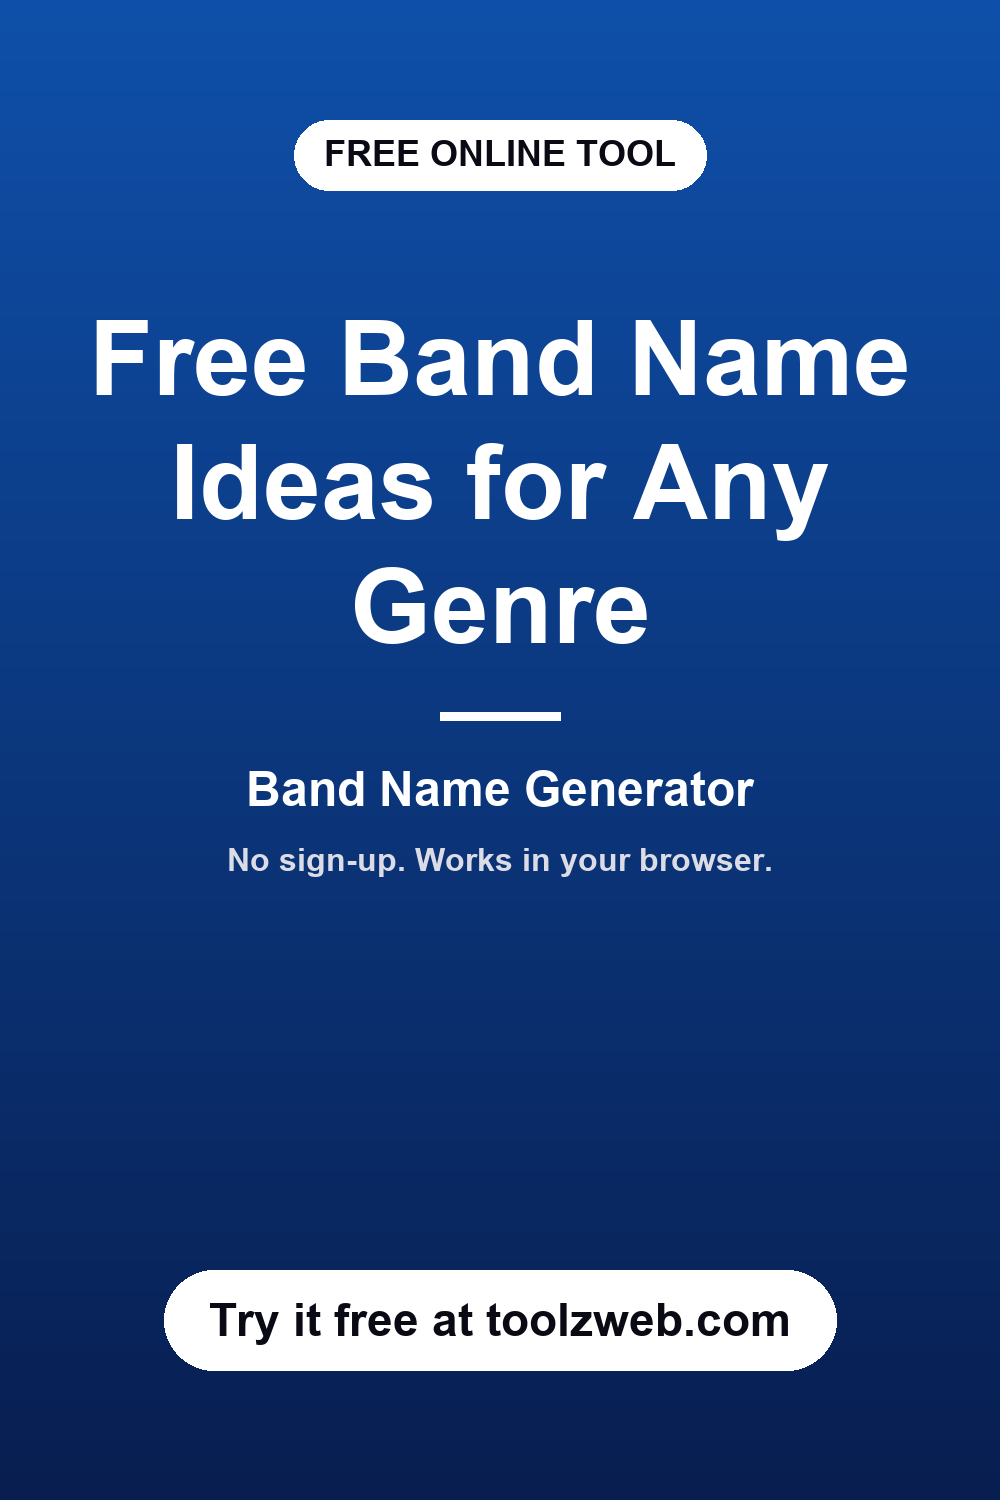 FREE ONLINE TOOL
Free Band Name
Ideas for Any
Genre
Band Name Generator
No sign-up. Works in your browser.
Try it free at toolzweb.com